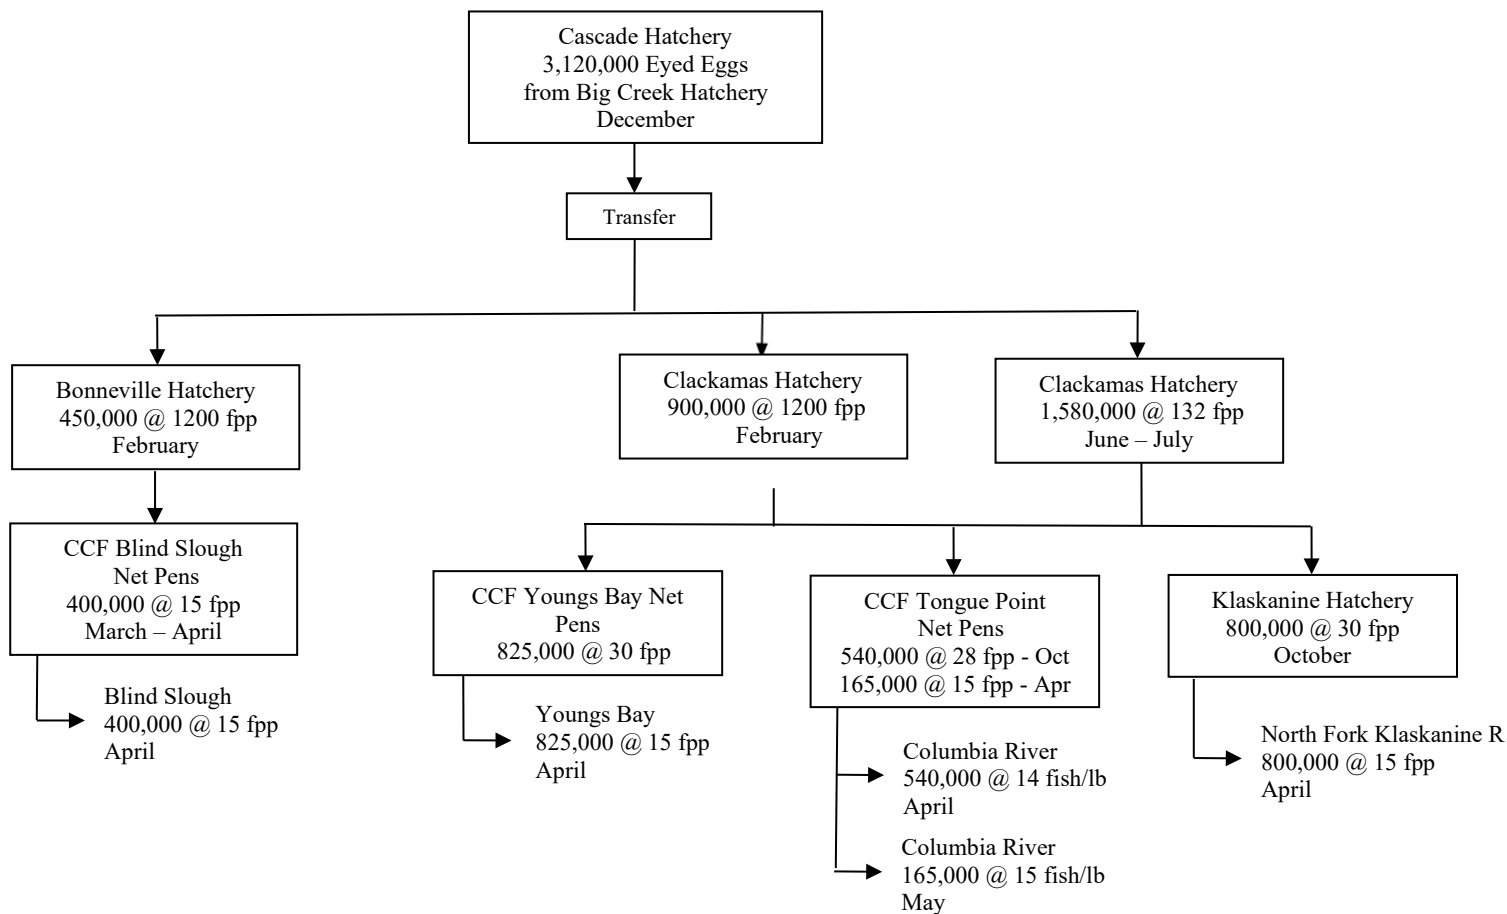 Cascade Hatchery
3,120,000 Eyed Eggs
from Big Creek Hatchery
December
Transfer
Bonneville Hatchery
450,000 @ 1200 fpp
February
Clackamas Hatchery
900,000 @ 1200 fpp
February
Clackamas Hatchery
1,580,000 @ 132 fpp
June – July
CCF Blind Slough
Net Pens
400,000 @ 15 fpp
March – April
CCF Youngs Bay Net
Pens
825,000 @ 30 fpp
CCF Tongue Point
Net Pens
540,000 @ 28 fpp - Oct
165,000 @ 15 fpp - Apr
Klaskanine Hatchery
800,000 @ 30 fpp
October
Blind Slough
400,000 @ 15 fpp
April
Youngs Bay
825,000 @ 15 fpp
April
Columbia River
540,000 @ 14 fish/lb
April
Columbia River
165,000 @ 15 fish/lb
May
North Fork Klaskanine R
800,000 @ 15 fpp
April